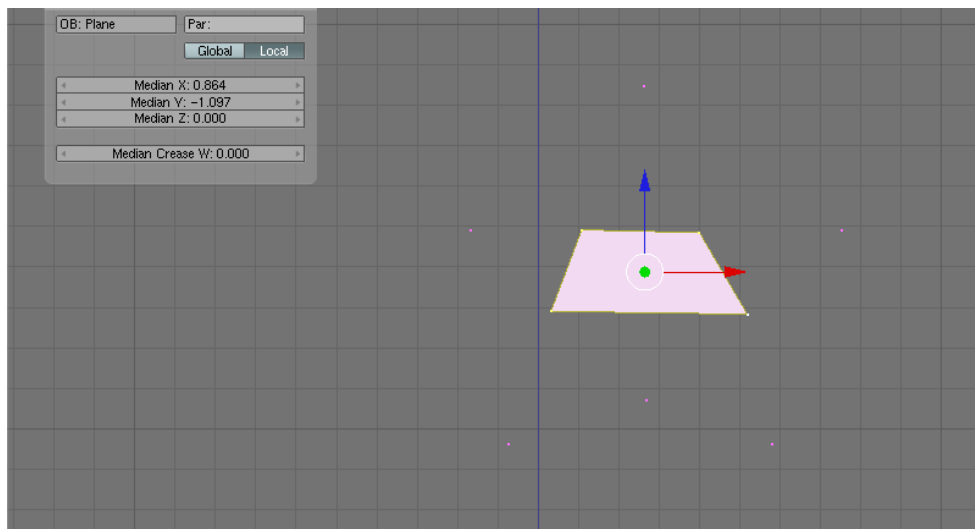 OB: Plane Par:
Global Local
Median X: 0.864
Median Y: -1.097
Median Z: 0.000
Median Crease W: 0.000